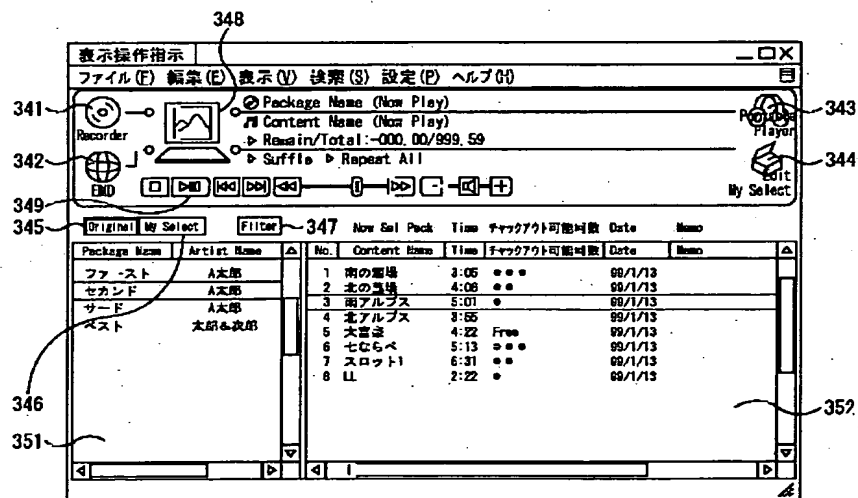 348
表示操作指示
ファイル(F) 編集(E) 表示(V) 検索(S) 設定(P) ヘルプ(H)
341
Recorder
Package Name (Now Play)
Content Name (Now Play)
Remain/Total:-000.00/999.59
Suffle Repeat All
343
Player
342
EMD
344
Edit
My Select
349
345
Original My Select Filter 347 Now Sel Pack Time チャックアウト可能回数 Date Memo
Package Name Artist Name No. Content Name Time チャックアウト可能回数 Date Memo
ファ-スト A太郎
セカンド A太郎
サード A太郎
ベスト 太郎&次郎
1 南の酒場 3:05 ●●● 99/1/13
2 北の 場 4:06 ●● 99/1/13
3 南アルプス 5:01 ● 99/1/13
4 北アルプス 3:55 99/1/13
5 4:22 Free 99/1/13
6 七ならべ 5:13 ●●● 99/1/13
7 スロット1 6:31 ●● 99/1/13
8 LL 2:22 ● 99/1/13
346
351
352